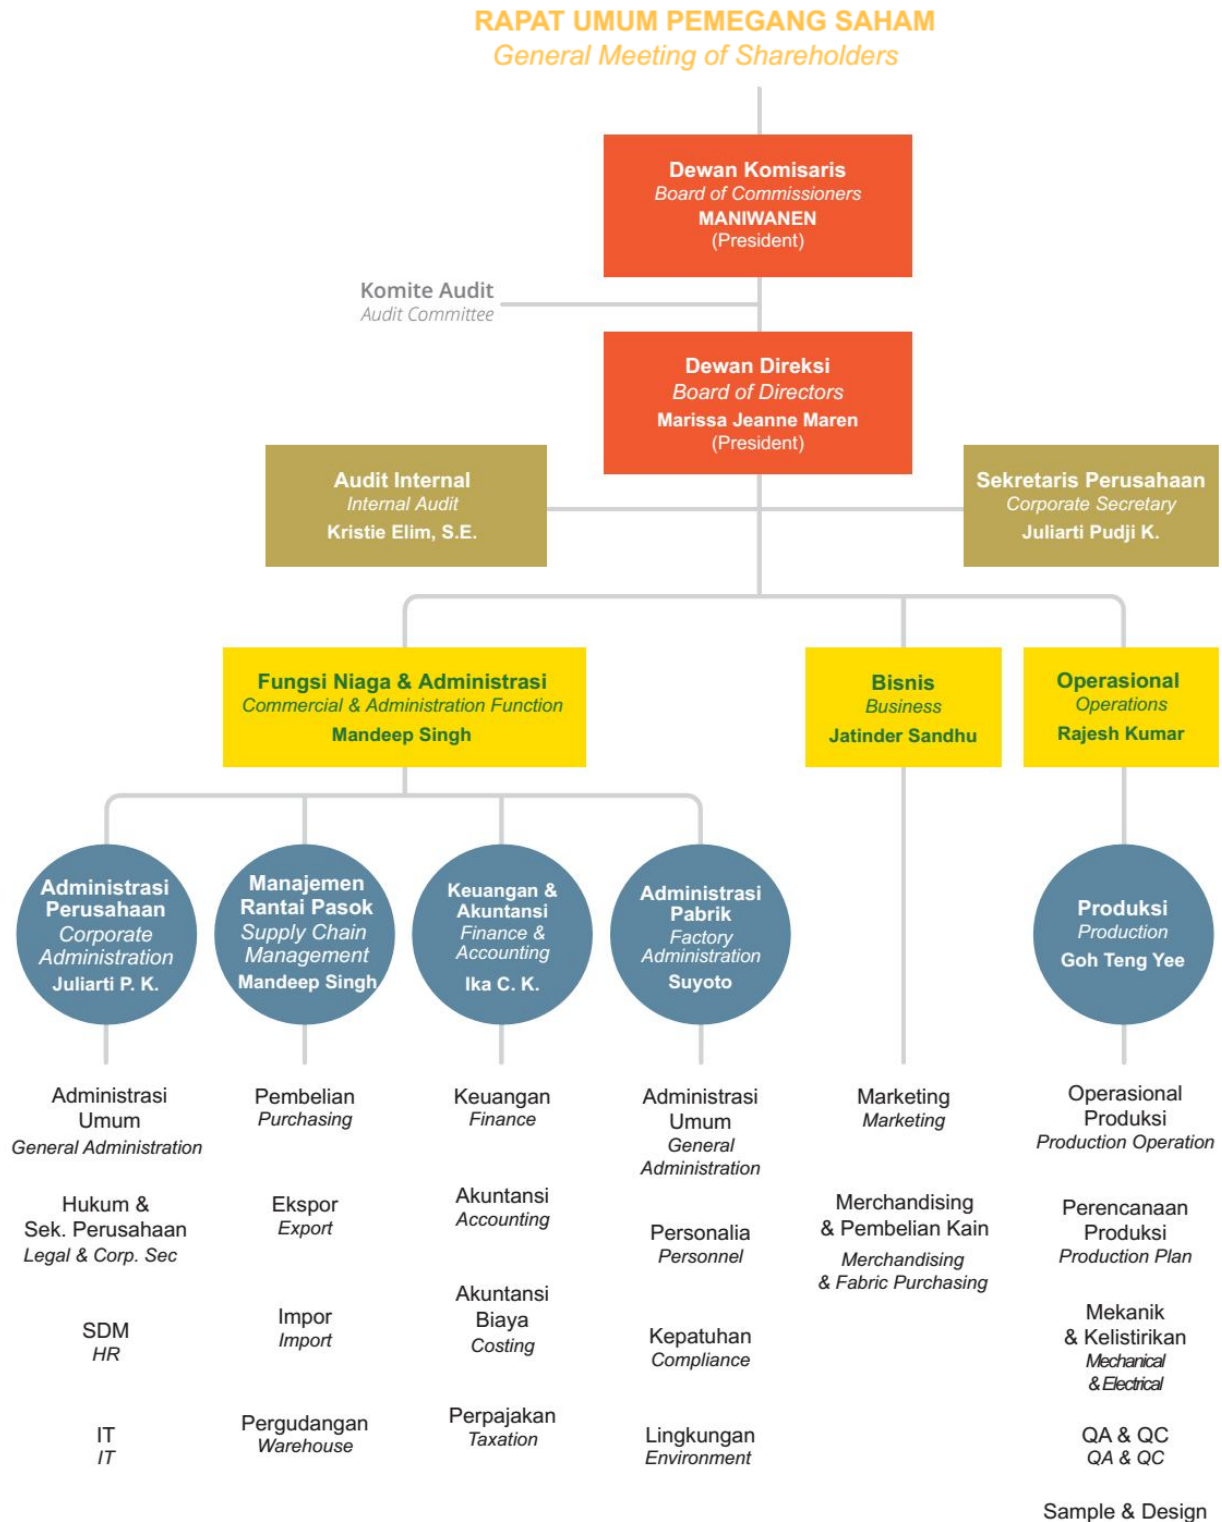 RAPAT UMUM PEMEGANG SAHAM
General Meeting of Shareholders
Dewan Komisaris
Board of Commissioners
MANIWANEN
(President)
Komite Audit
Audit Committee
Dewan Direksi
Board of Directors
Marissa Jeanne Maren
(President)
Audit Internal
Internal Audit
Kristie Elim, S.E.
Sekretaris Perusahaan
Corporate Secretary
Juliarti Pudji K.
Fungsi Niaga & Administrasi
Commercial & Administration Function
Mandeep Singh
Bisnis
Business
Jatinder Sandhu
Operasional
Operations
Rajesh Kumar
Administrasi
Perusahaan
Corporate
Administration
Juliarti P. K.
Manajemen
Rantai Pasok
Supply Chain
Management
Mandeep Singh
Keuangan &
Akuntansi
Finance &
Accounting
Ika C. K.
Administrasi
Pabrik
Factory
Administration
Suyoto
Produksi
Production
Goh Teng Yee
Administrasi
Umum
General Administration
Hukum &
Sek. Perusahaan
Legal & Corp. Sec
SDM
HR
IT
IT
Pembelian
Purchasing
Ekspor
Export
Impor
Import
Pergudangan
Warehouse
Keuangan
Finance
Akuntansi
Accounting
Akuntansi
Biaya
Costing
Perpajakan
Taxation
Administrasi
Umum
General
Administration
Personalia
Personnel
Kepatuhan
Compliance
Lingkungan
Environment
Marketing
Marketing
Merchandising
& Pembelian Kain
Merchandising
& Fabric Purchasing
Operasional
Produksi
Production Operation
Perencanaan
Produksi
Production Plan
Mekanik
& Kelistirikan
Mechanical
& Electrical
QA & QC
QA & QC
Sample & Design